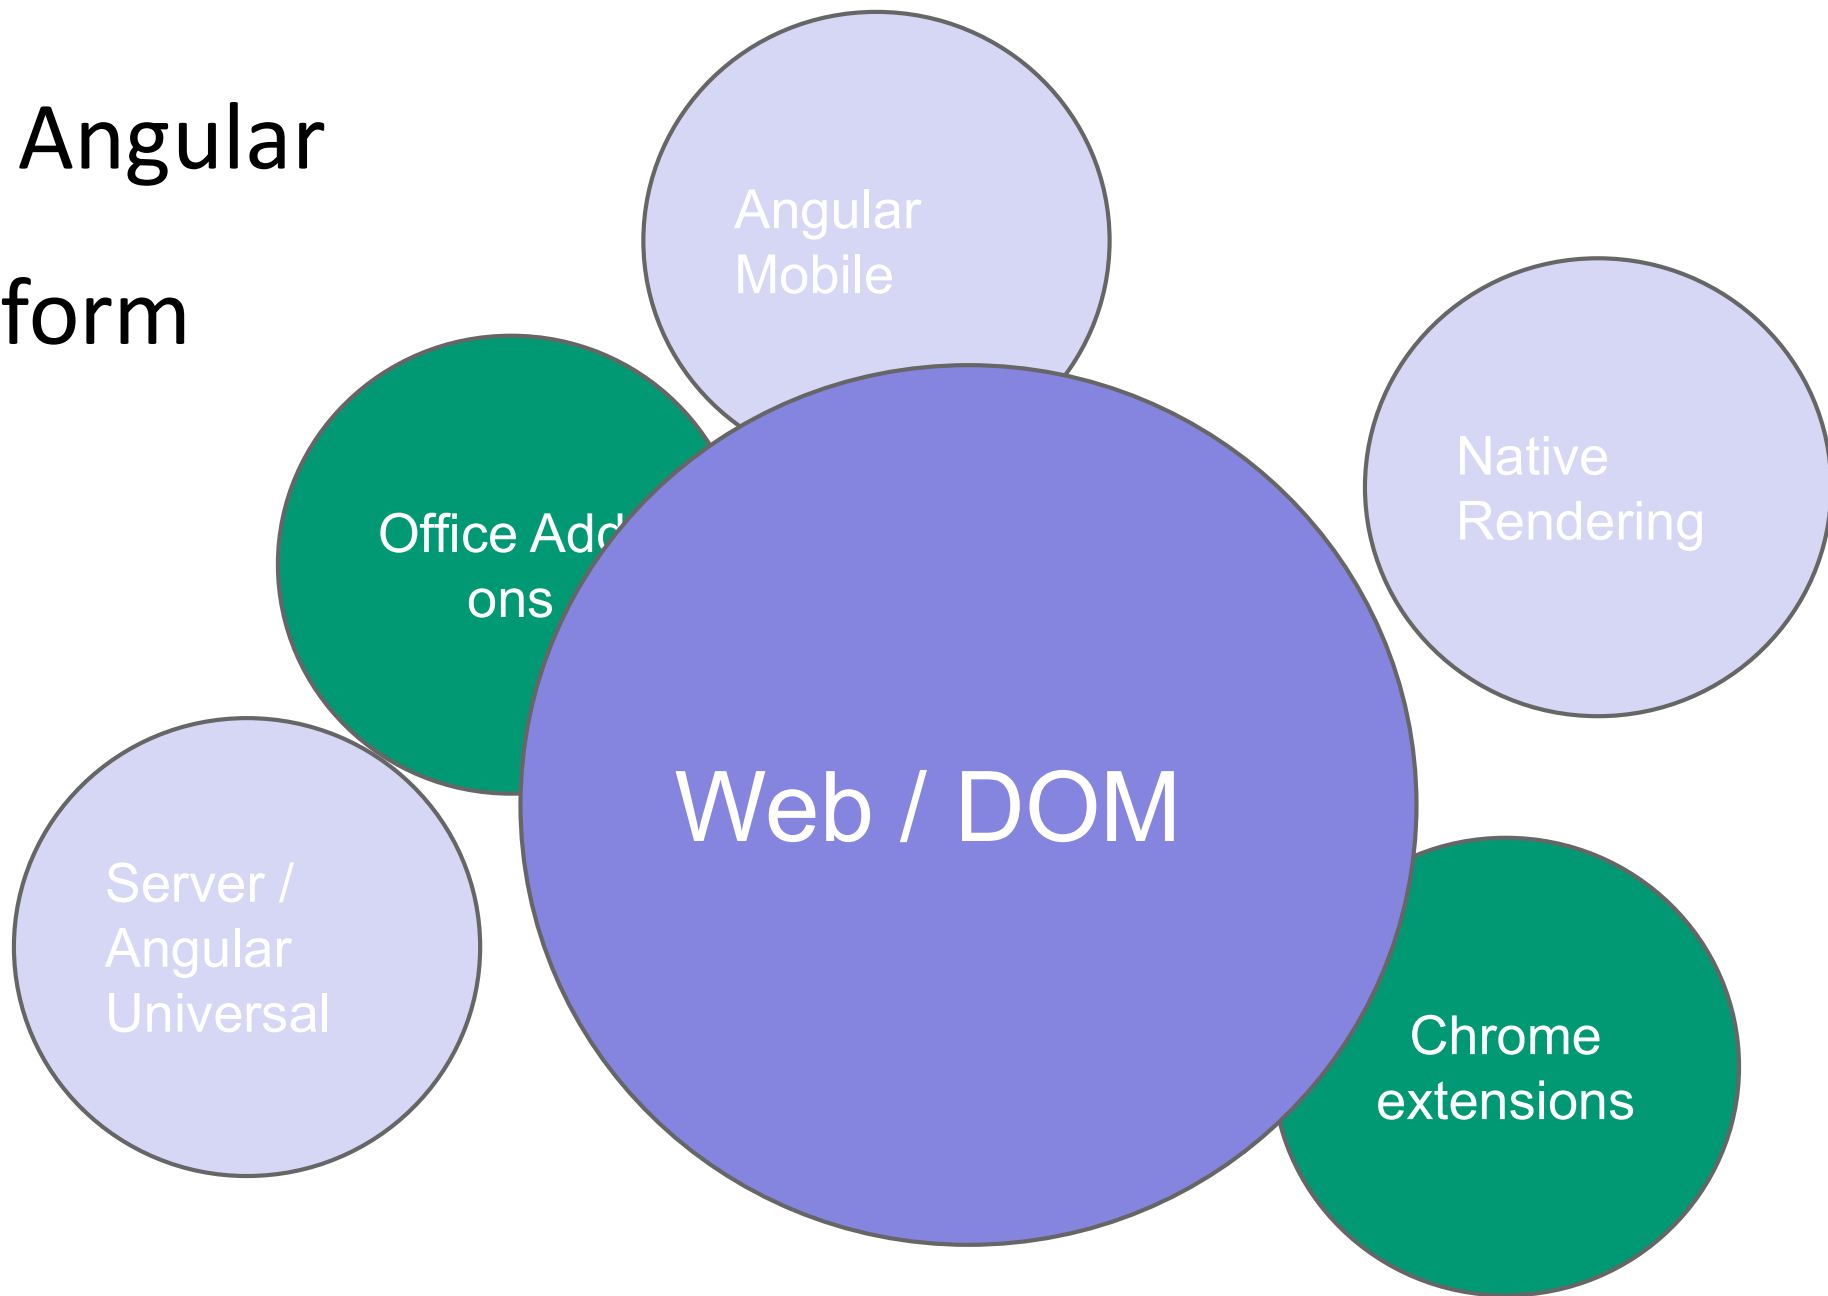 Angular
form
Angular
Mobile
Native
Rendering
Office Add
ons
Web / DOM
Server /
Angular
Universal
Chrome
extensions